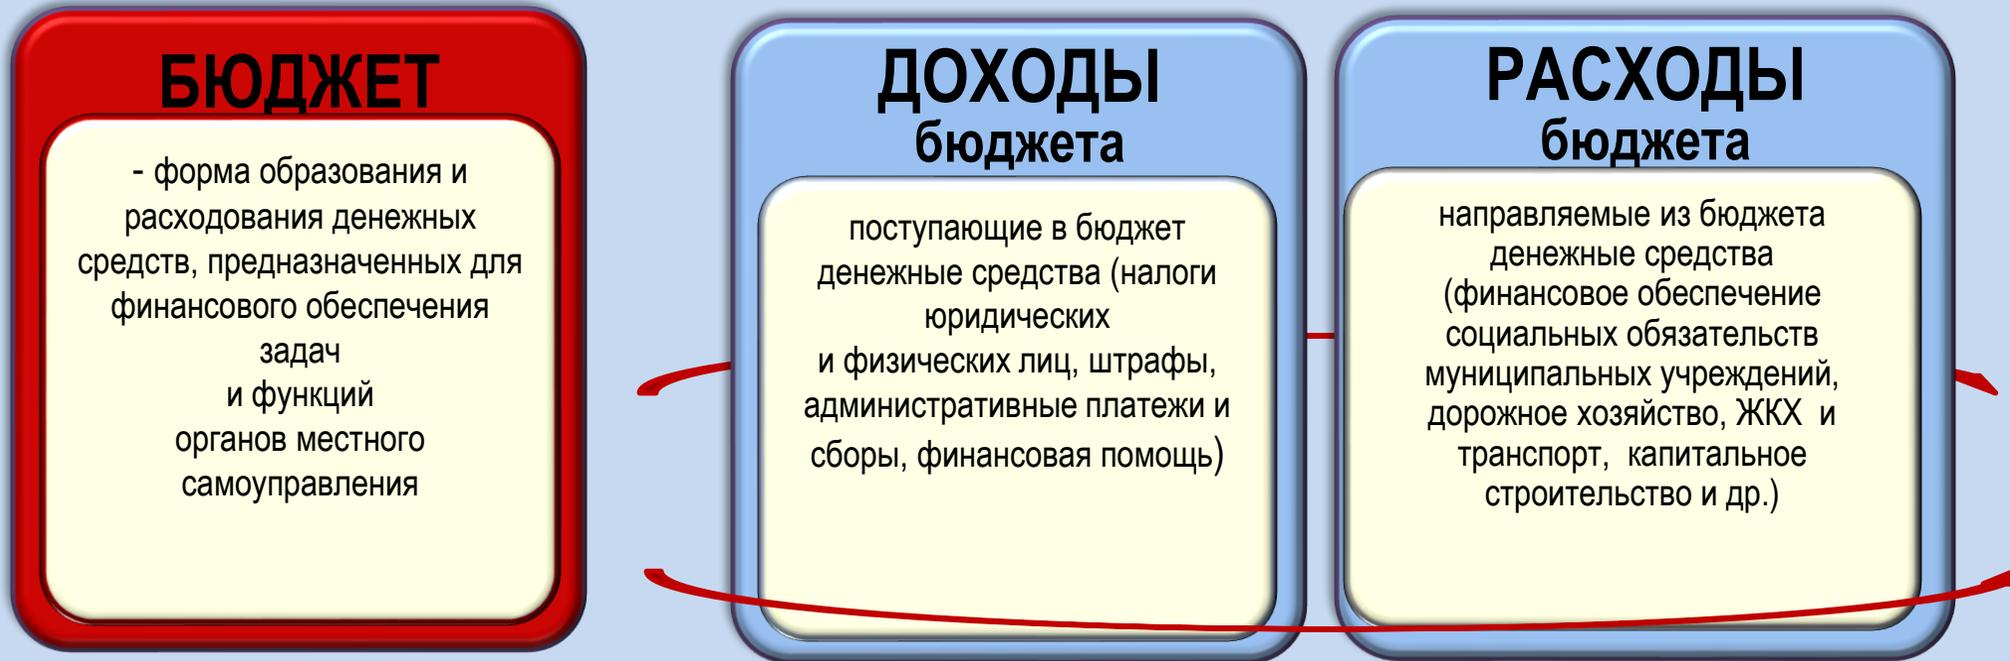 БЮДЖЕТ
- форма образования и
расходования денежных
средств, предназначенных для
финансового обеспечения
задач
и функций
органов местного
самоуправления
ДОХОДЫ
бюджета
поступающие в бюджет
денежные средства (налоги
юридических
и физических лиц, штрафы,
административные платежи и
сборы, финансовая помощь)
РАСХОДЫ
бюджета
направляемые из бюджета
денежные средства
(финансовое обеспечение
социальных обязательств
муниципальных учреждений,
дорожное хозяйство, ЖКХ  и
транспорт,  капитальное
строительство и др.)